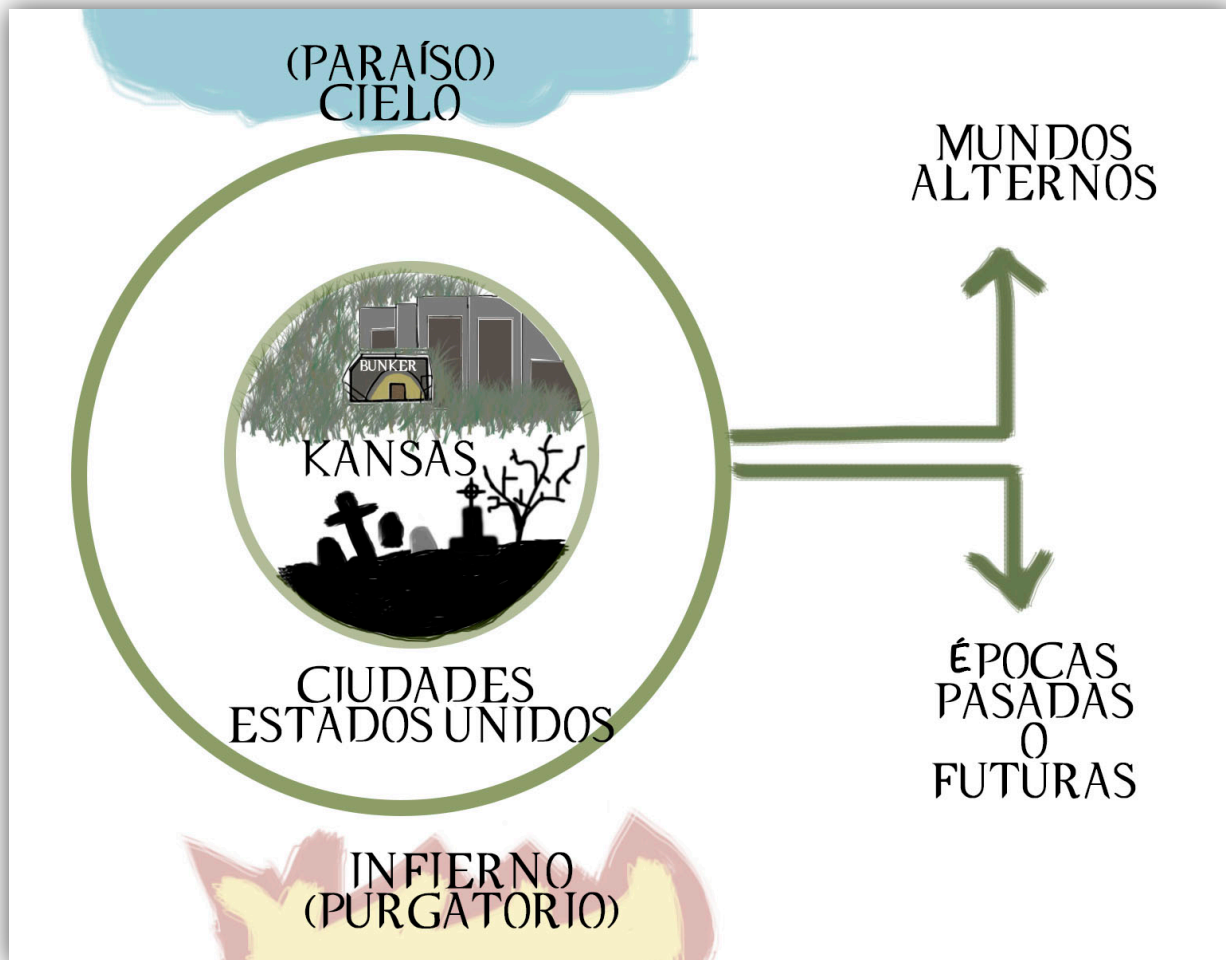 (PARAÍSO)
CIELO
MUNDOS
ALTERNOS
BUNKER
KANSAS
CIUDADES
ESTADOS UNIDOS
ÉPOCAS
PASADAS
O
FUTURAS
INFIERNO
(PURGATORIO)